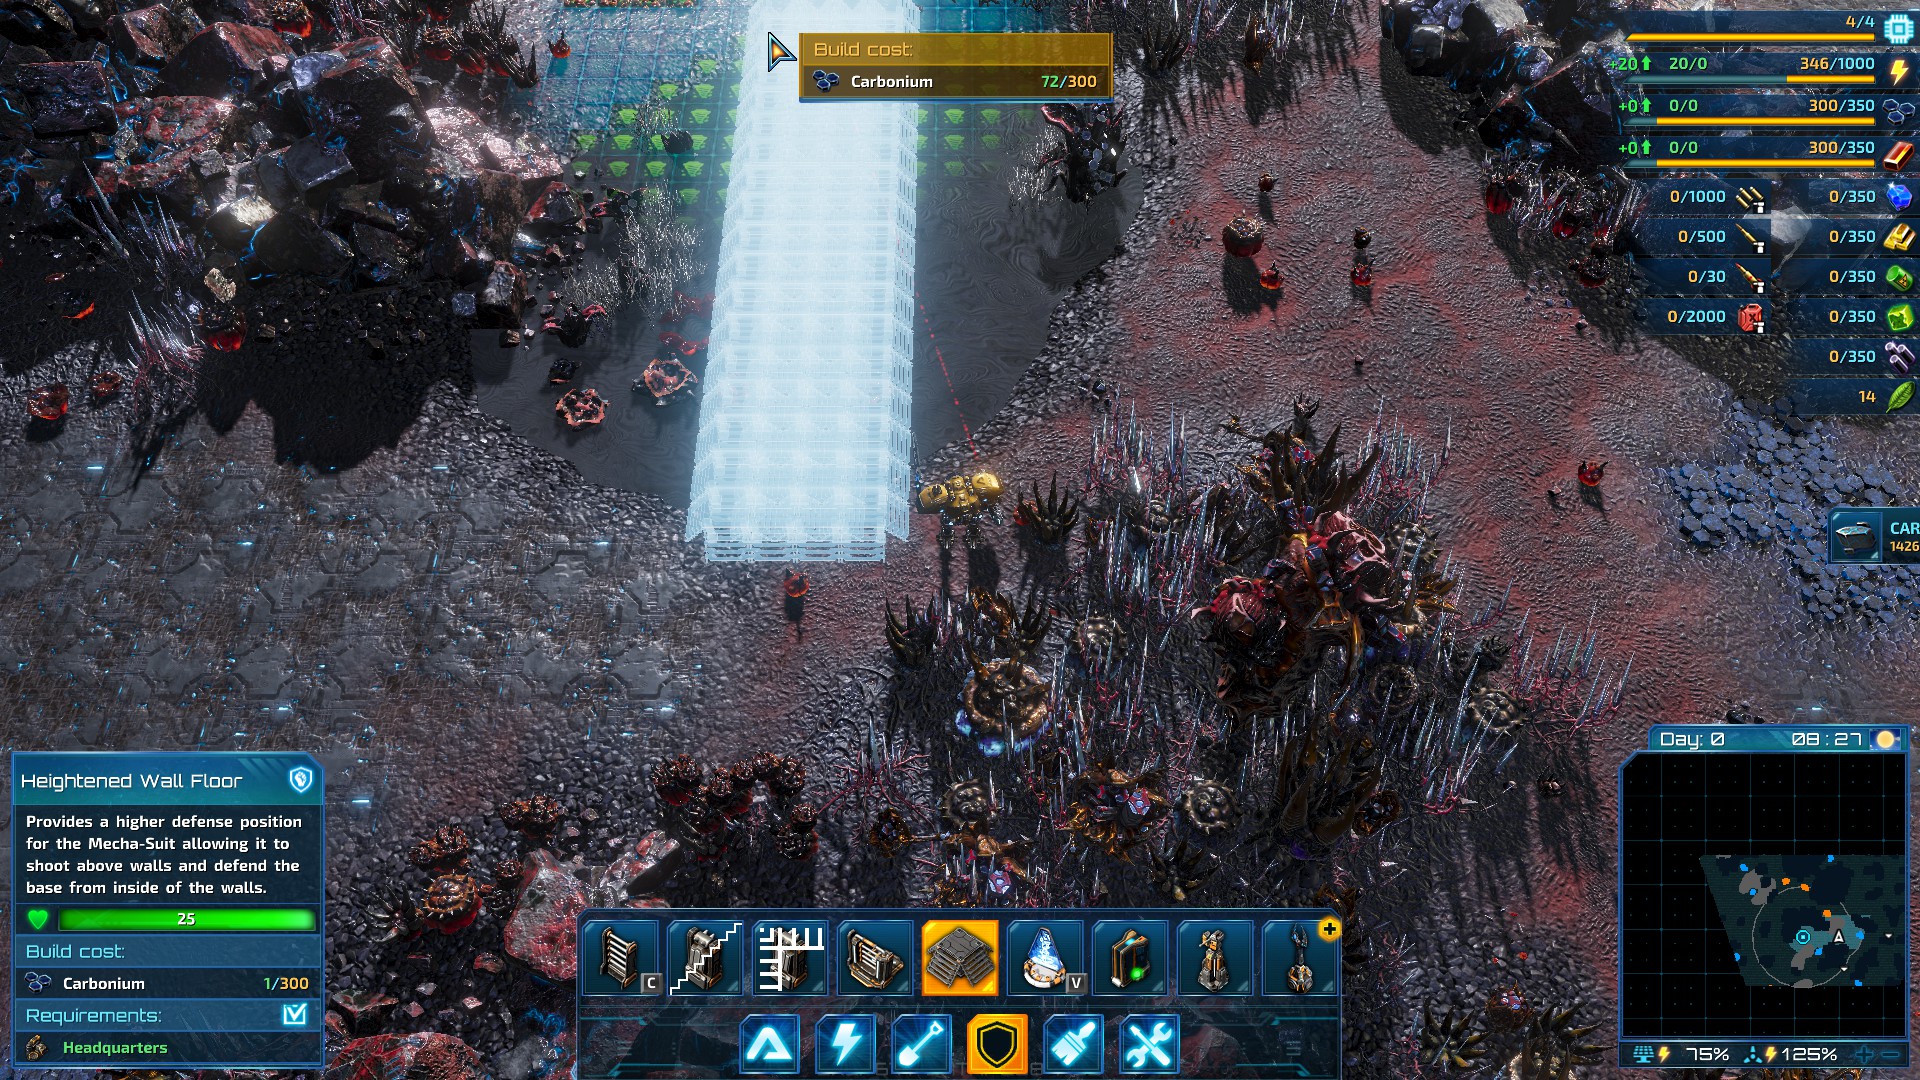 Build cost:
Carbonium 72/300
4/4
+20 20/0 346/1000
+0 0/0 300/350
+0 0/0 300/350
0/1000 0/350
0/500 0/350
0/30 0/350
0/2000 0/350
0/350
14
CAR
1426
Heightened Wall Floor
Provides a higher defense position
for the Mecha-Suit allowing it to
shoot above walls and defend the
base from inside of the walls.
25
Build cost:
Carbonium 1/300
Requirements:
Headquarters
C
V
Day: 0 08:27
A
75% 125%